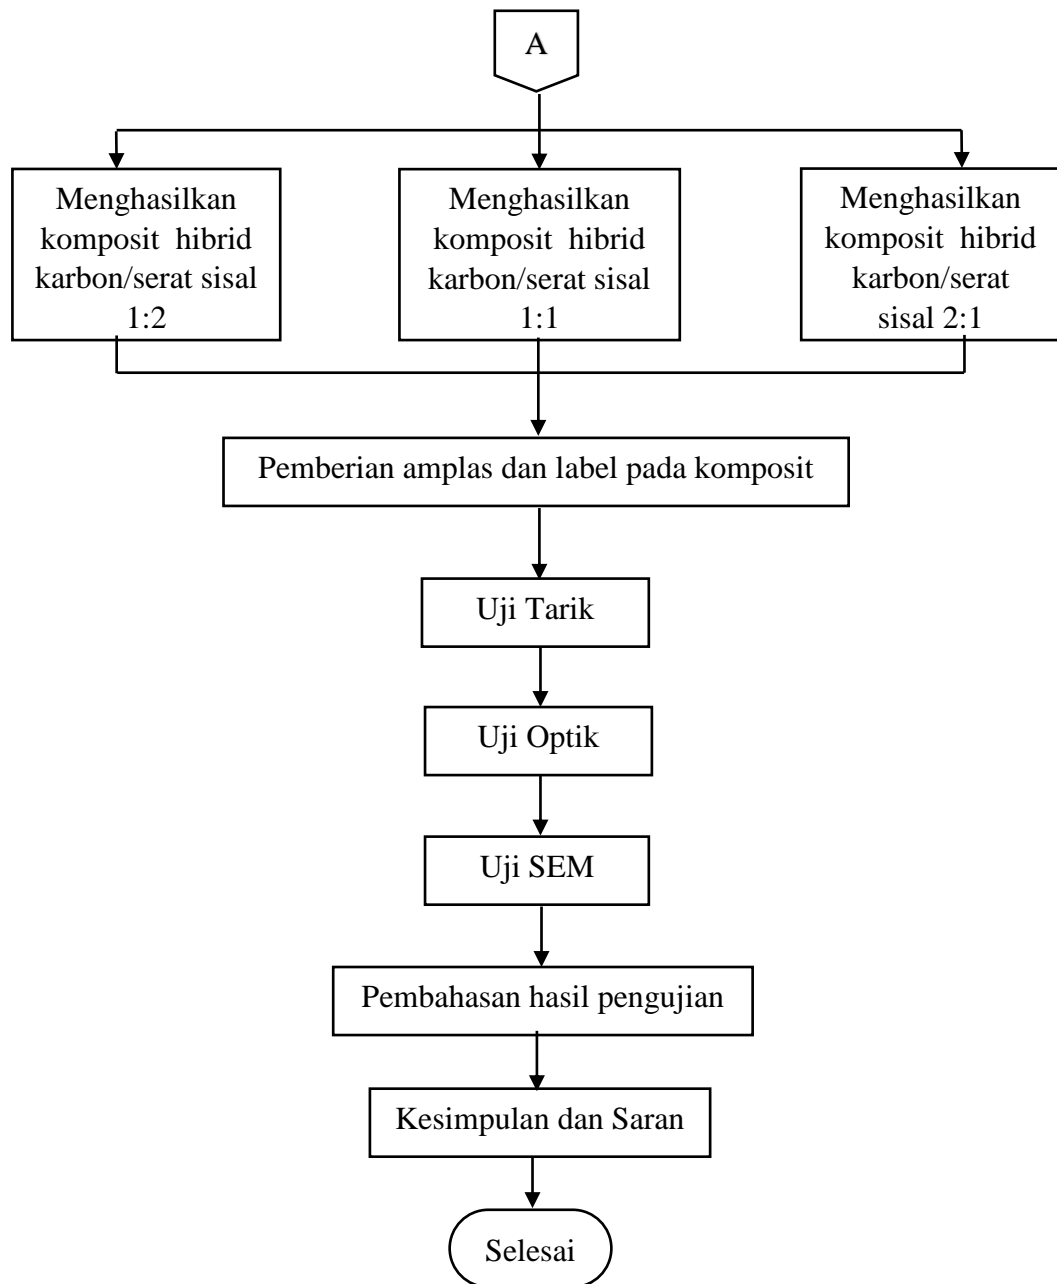 A
Menghasilkan
komposit hibrid
karbon/serat sisal
1:2
Menghasilkan
komposit hibrid
karbon/serat sisal
1:1
Menghasilkan
komposit hibrid
karbon/serat
sisal 2:1
Pemberian amplas dan label pada komposit
Uji Tarik
Uji Optik
Uji SEM
Pembahasan hasil pengujian
Kesimpulan dan Saran
Selesai